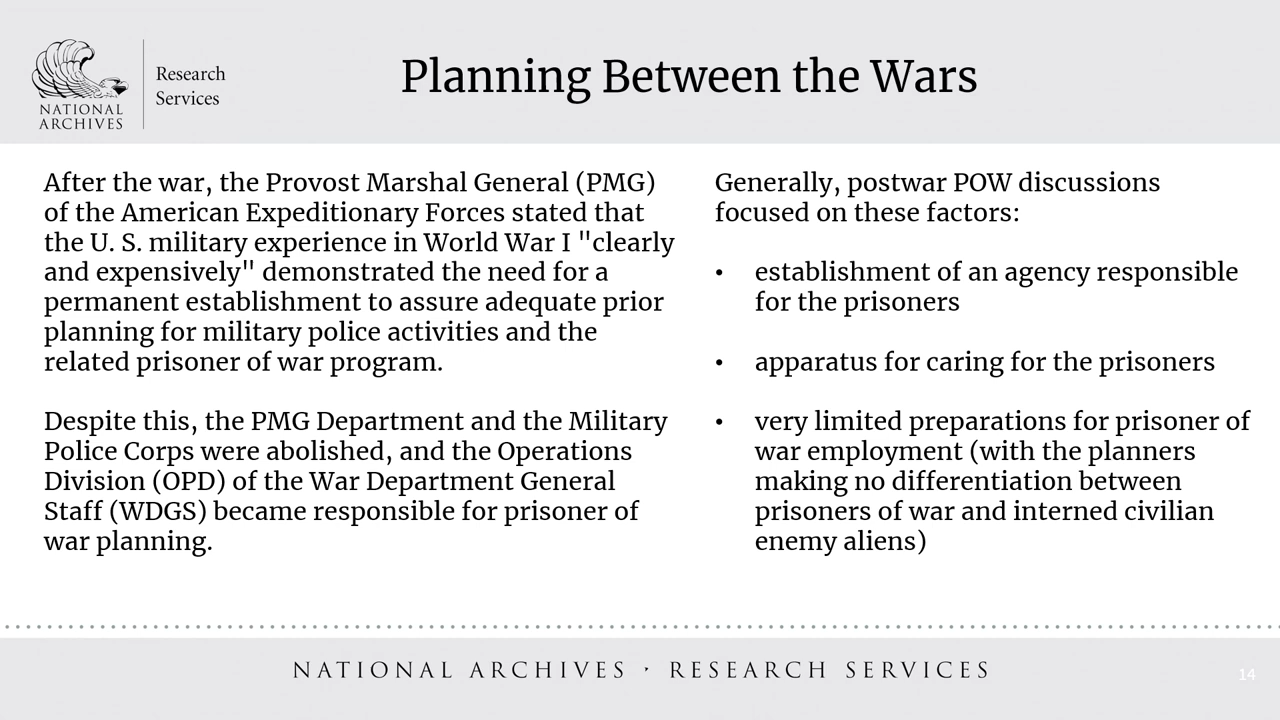 NATIONAL
ARCHIVES
Research
Services
Planning Between the Wars
After the war, the Provost Marshal General (PMG)
of the American Expeditionary Forces stated that
the U. S. military experience in World War I "clearly
and expensively" demonstrated the need for a
permanent establishment to assure adequate prior
planning for military police activities and the
related prisoner of war program.
Despite this, the PMG Department and the Military
Police Corps were abolished, and the Operations
Division (OPD) of the War Department General
Staff (WDGS) became responsible for prisoner of
war planning.
Generally, postwar POW discussions
focused on these factors:
• establishment of an agency responsible
for the prisoners
• apparatus for caring for the prisoners
• very limited preparations for prisoner of
war employment (with the planners
making no differentiation between
prisoners of war and interned civilian
enemy aliens)
NATIONAL ARCHIVES · RESEARCH SERVICES
14